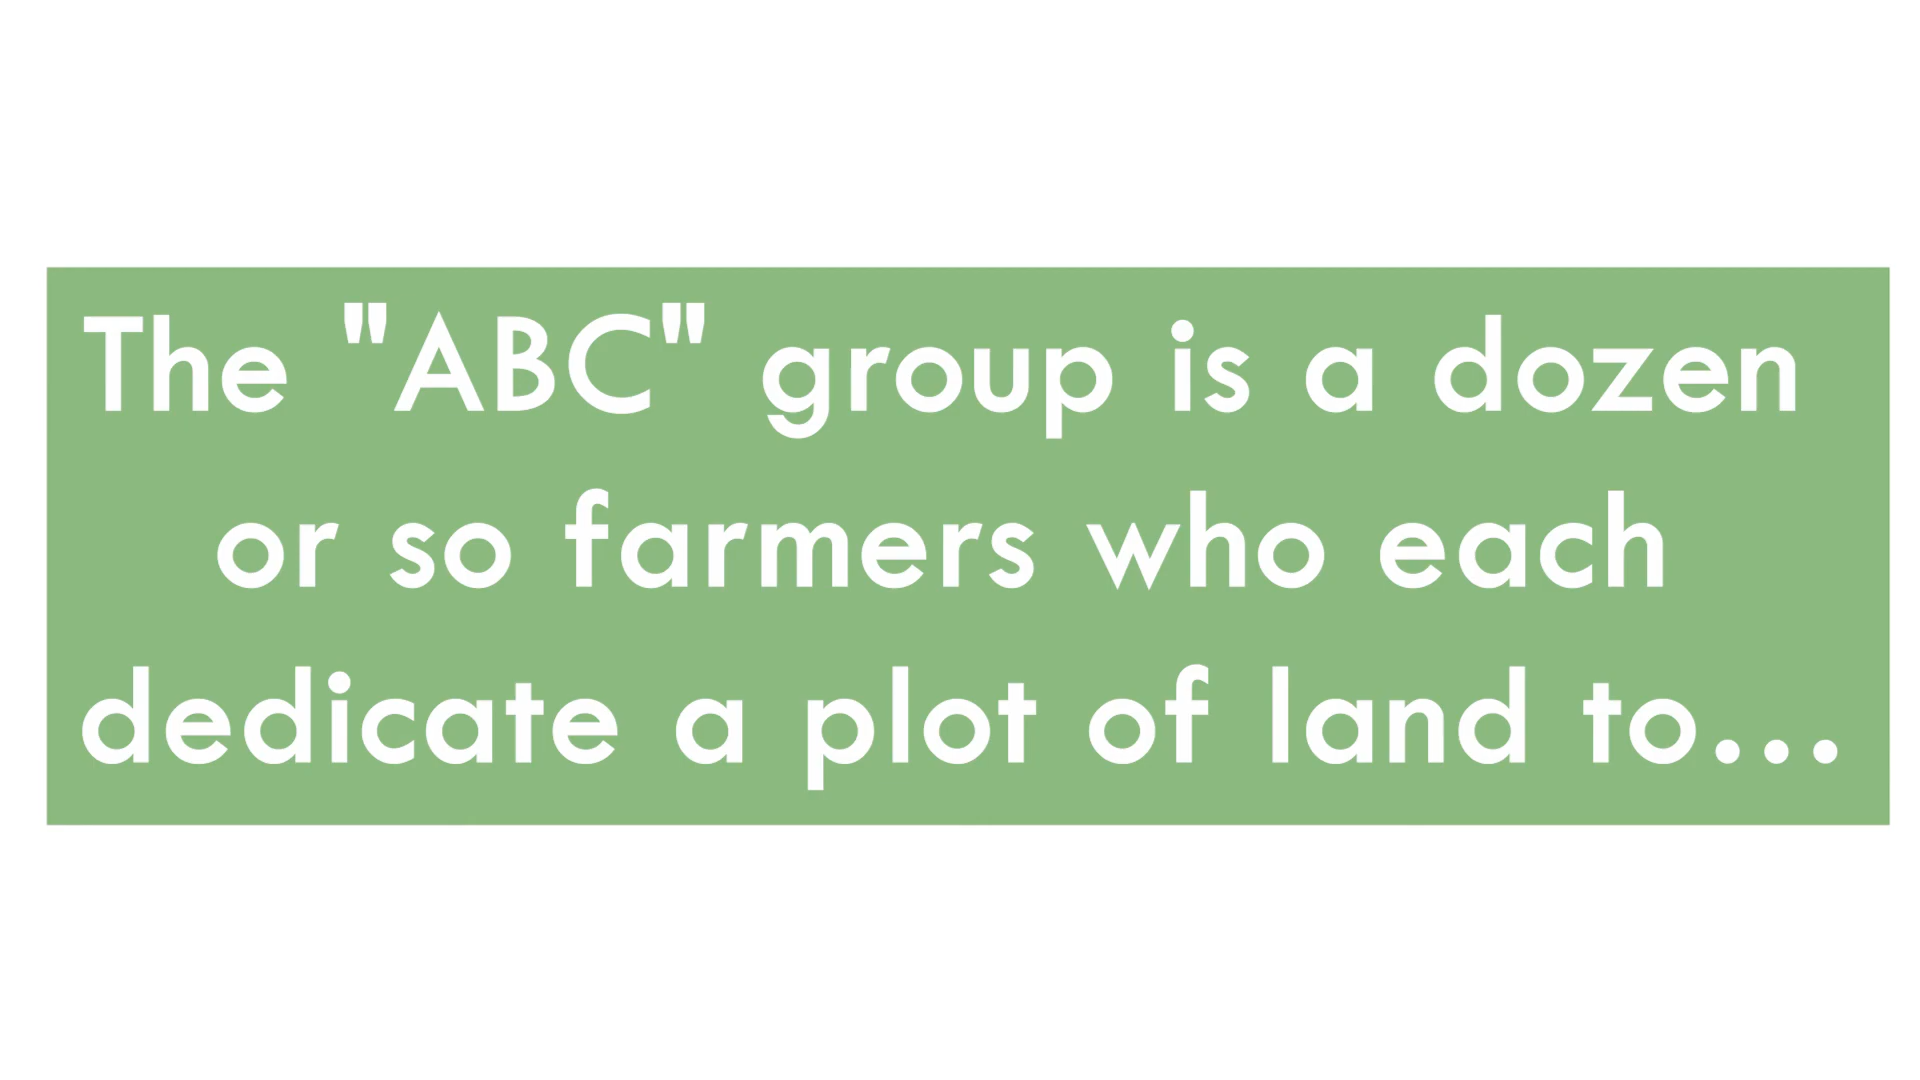 The "ABC" group is a dozen
or so farmers who each
dedicate a plot of land to...